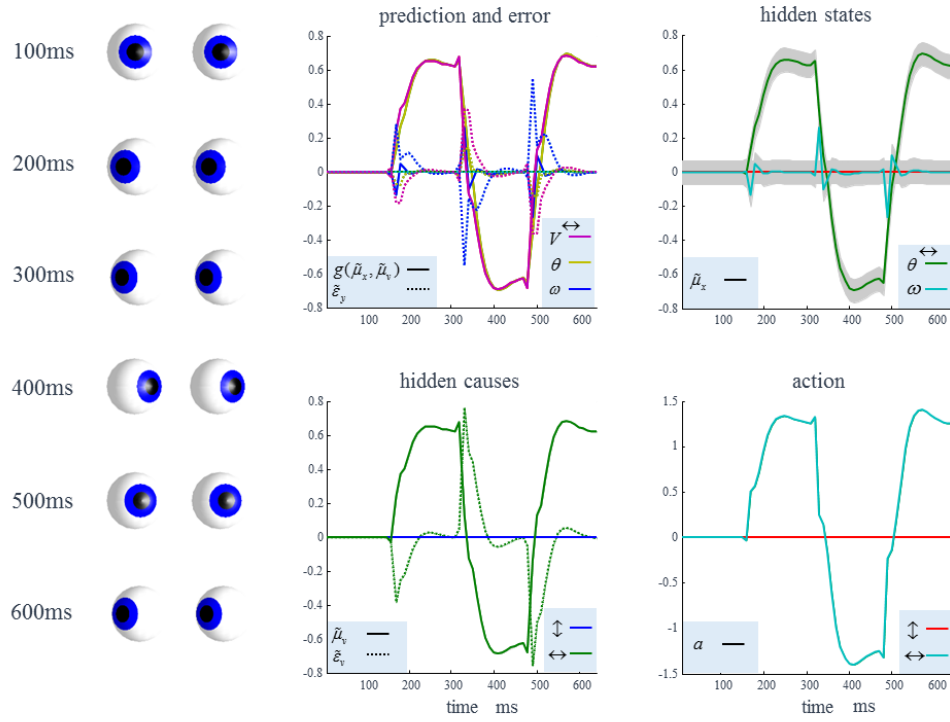 prediction and error
hidden states
100ms
200ms
300ms
400ms
500ms
600ms
0.8
0.6
0.4
0.2
0
-0.2
-0.4
-0.6
-0.8
g(μ̃ₓ, μ̃ᵥ)
ε̃ᵧ
↔
V
θ
ω
100 200 300 400 500 600
0.8
0.6
0.4
0.2
0
-0.2
-0.4
-0.6
-0.8
μ̃ₓ
θ ↔
ω
100 200 300 400 500 600
hidden causes
0.8
0.6
0.4
0.2
0
-0.2
-0.4
-0.6
-0.8
μ̃ᵥ
ε̃ᵥ
↕
↔
100 200 300 400 500 600
time ms
action
1.5
1
0.5
0
-0.5
-1
-1.5
a
↕
↔
100 200 300 400 500 600
time ms